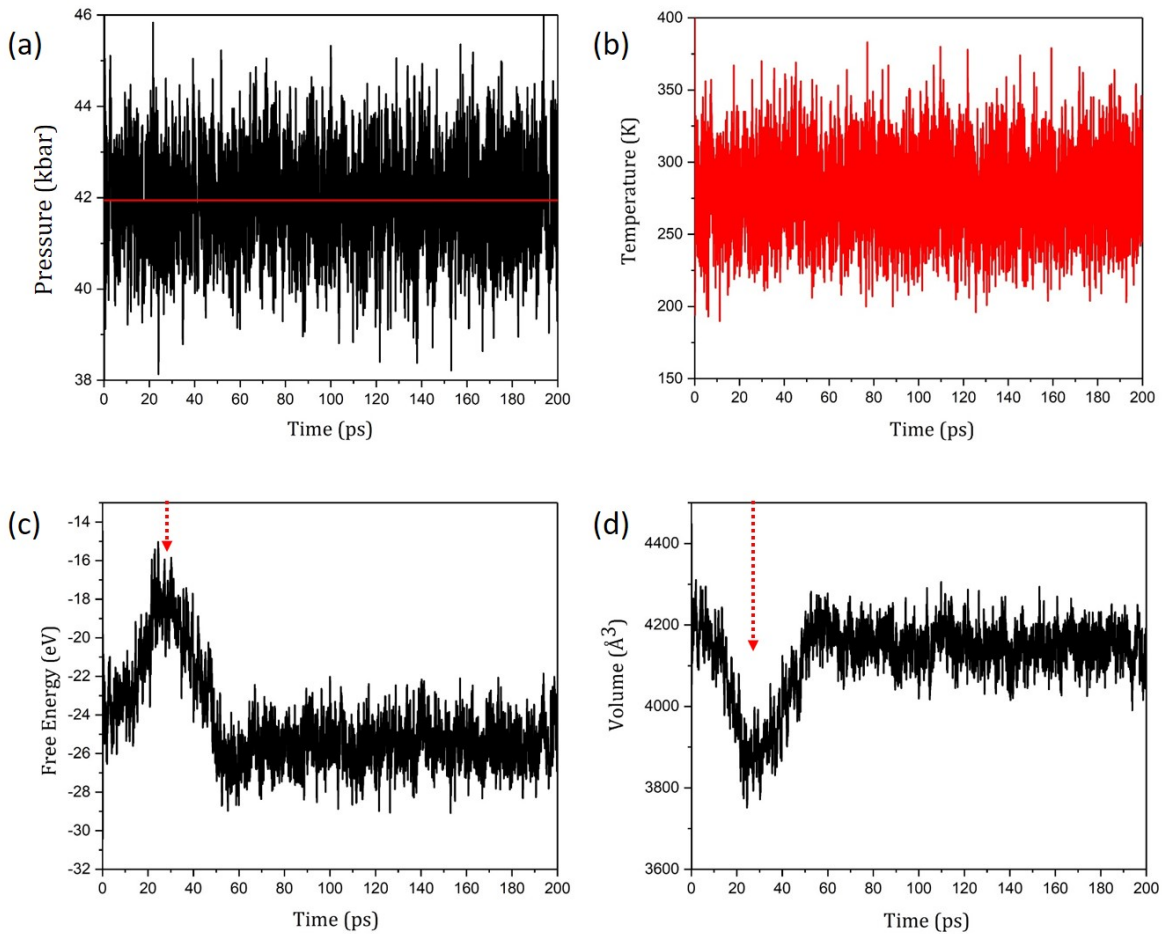 (a)
Pressure (kbar)
46
44
42
40
38
0 20 40 60 80 100 120 140 160 180 200
Time (ps)
(b)
Temperature (K)
400
350
300
250
200
150
0 20 40 60 80 100 120 140 160 180 200
Time (ps)
(c)
Free Energy (eV)
-14
-16
-18
-20
-22
-24
-26
-28
-30
-32
0 20 40 60 80 100 120 140 160 180 200
Time (ps)
(d)
Volume (Å3)
4400
4200
4000
3800
3600
0 20 40 60 80 100 120 140 160 180 200
Time (ps)